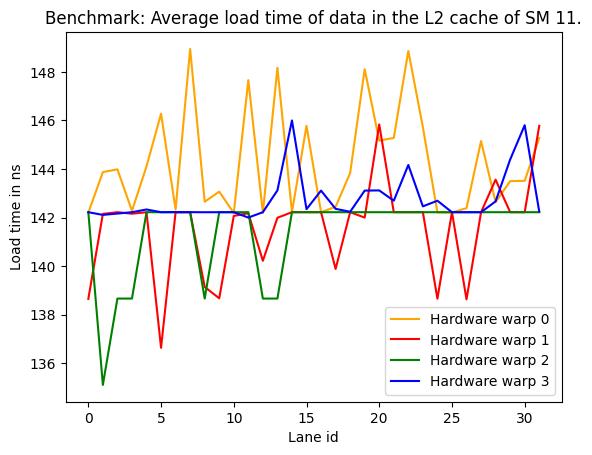 Benchmark: Average load time of data in the L2 cache of SM 11.
Load time in ns
148
146
144
142
140
138
136
Hardware warp 0
Hardware warp 1
Hardware warp 2
Hardware warp 3
0 5 10 15 20 25 30
Lane id